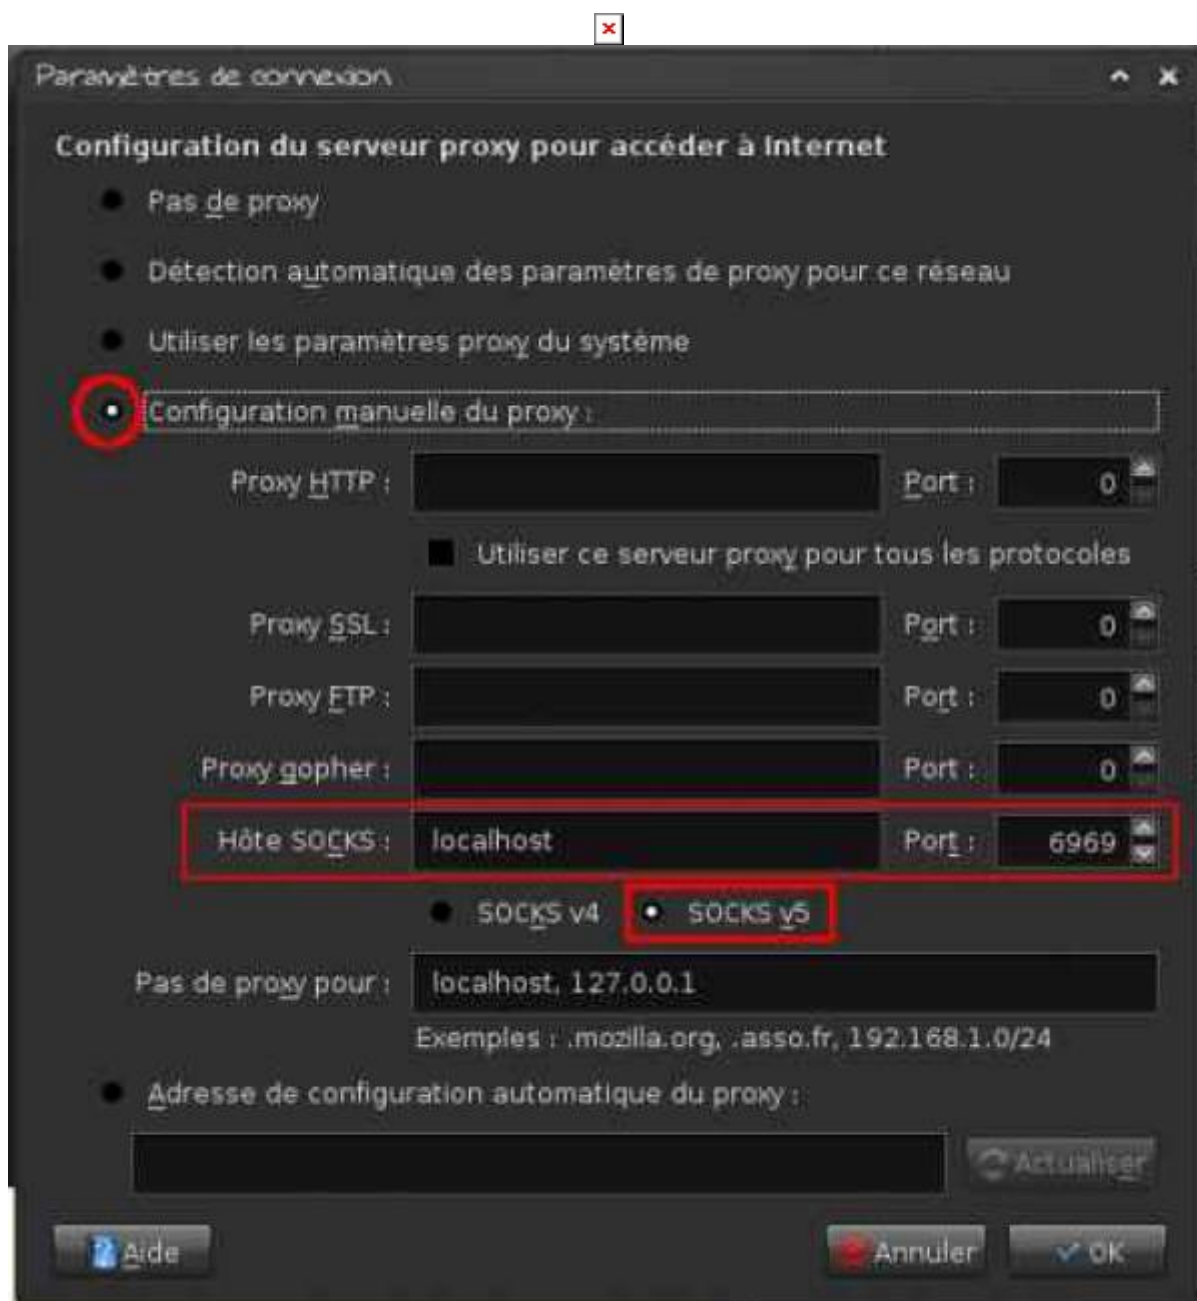 Paramètres de connexion
Configuration du serveur proxy pour accéder à Internet
Pas de proxy
Détection automatique des paramètres de proxy pour ce réseau
Utiliser les paramètres proxy du système
Configuration manuelle du proxy :
Proxy HTTP : Port : 0
Utiliser ce serveur proxy pour tous les protocoles
Proxy SSL : Port : 0
Proxy FTP : Port : 0
Proxy gopher : Port : 0
Hôte SOCKS : localhost Port : 6969
SOCKS v4 SOCKS v5
Pas de proxy pour : localhost, 127.0.0.1
Exemples : .mozilla.org, .asso.fr, 192.168.1.0/24
Adresse de configuration automatique du proxy :
Actualiser
Aide Annuler OK